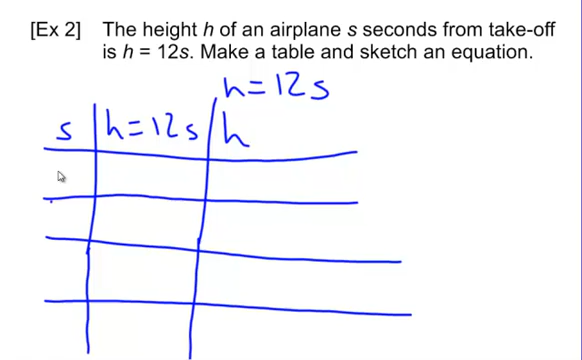 [Ex 2] The height h of an airplane s seconds from take-off
is h = 12s. Make a table and sketch an equation.
h=12s
s h=12s h